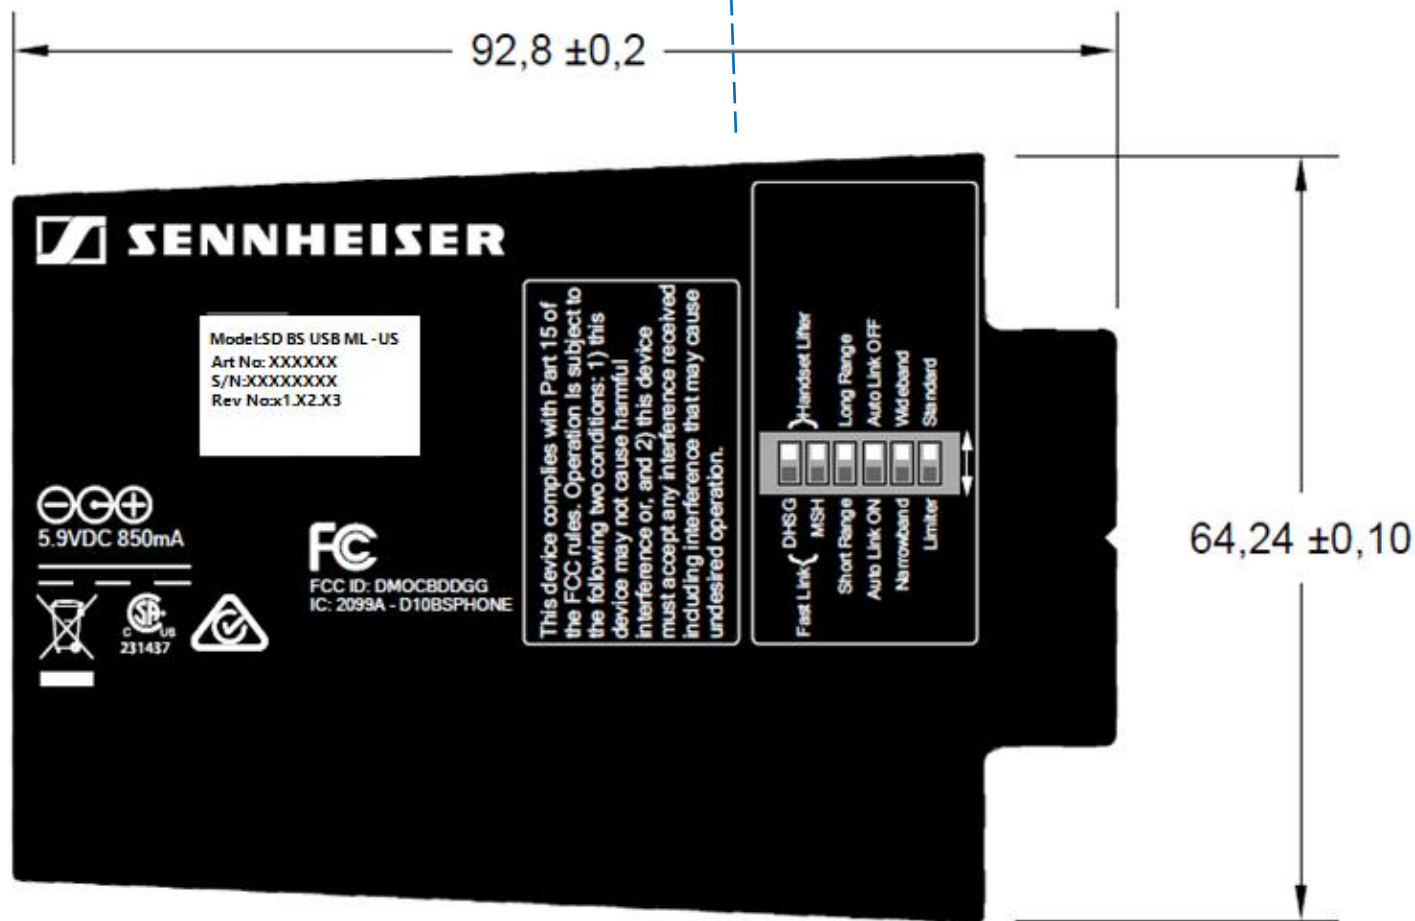 92,8 ±0,2
SENNHEISER
Model:SD BS USB ML -US
Art No: XXXXXX
S/N:XXXXXXXX
Rev No:x1.X2.X3
5.9VDC 850mA
FC
FCC ID: DMOCBDDGG
IC: 2099A - D10BSPHONE
SA
C US
231437
This device complies with Part 15 of
the FCC rules. Operation is subject to
the following two conditions: 1) this
device may not cause harmful
interference or, and 2) this device
must accept any interference received
including interference that may cause
undesired operation.
Fast Link{ DHSG }Handset Lifter
MSH
Short Range Long Range
Auto Link ON Auto Link OFF
Narrowband Wideband
Limiter Standard
64,24 ±0,10